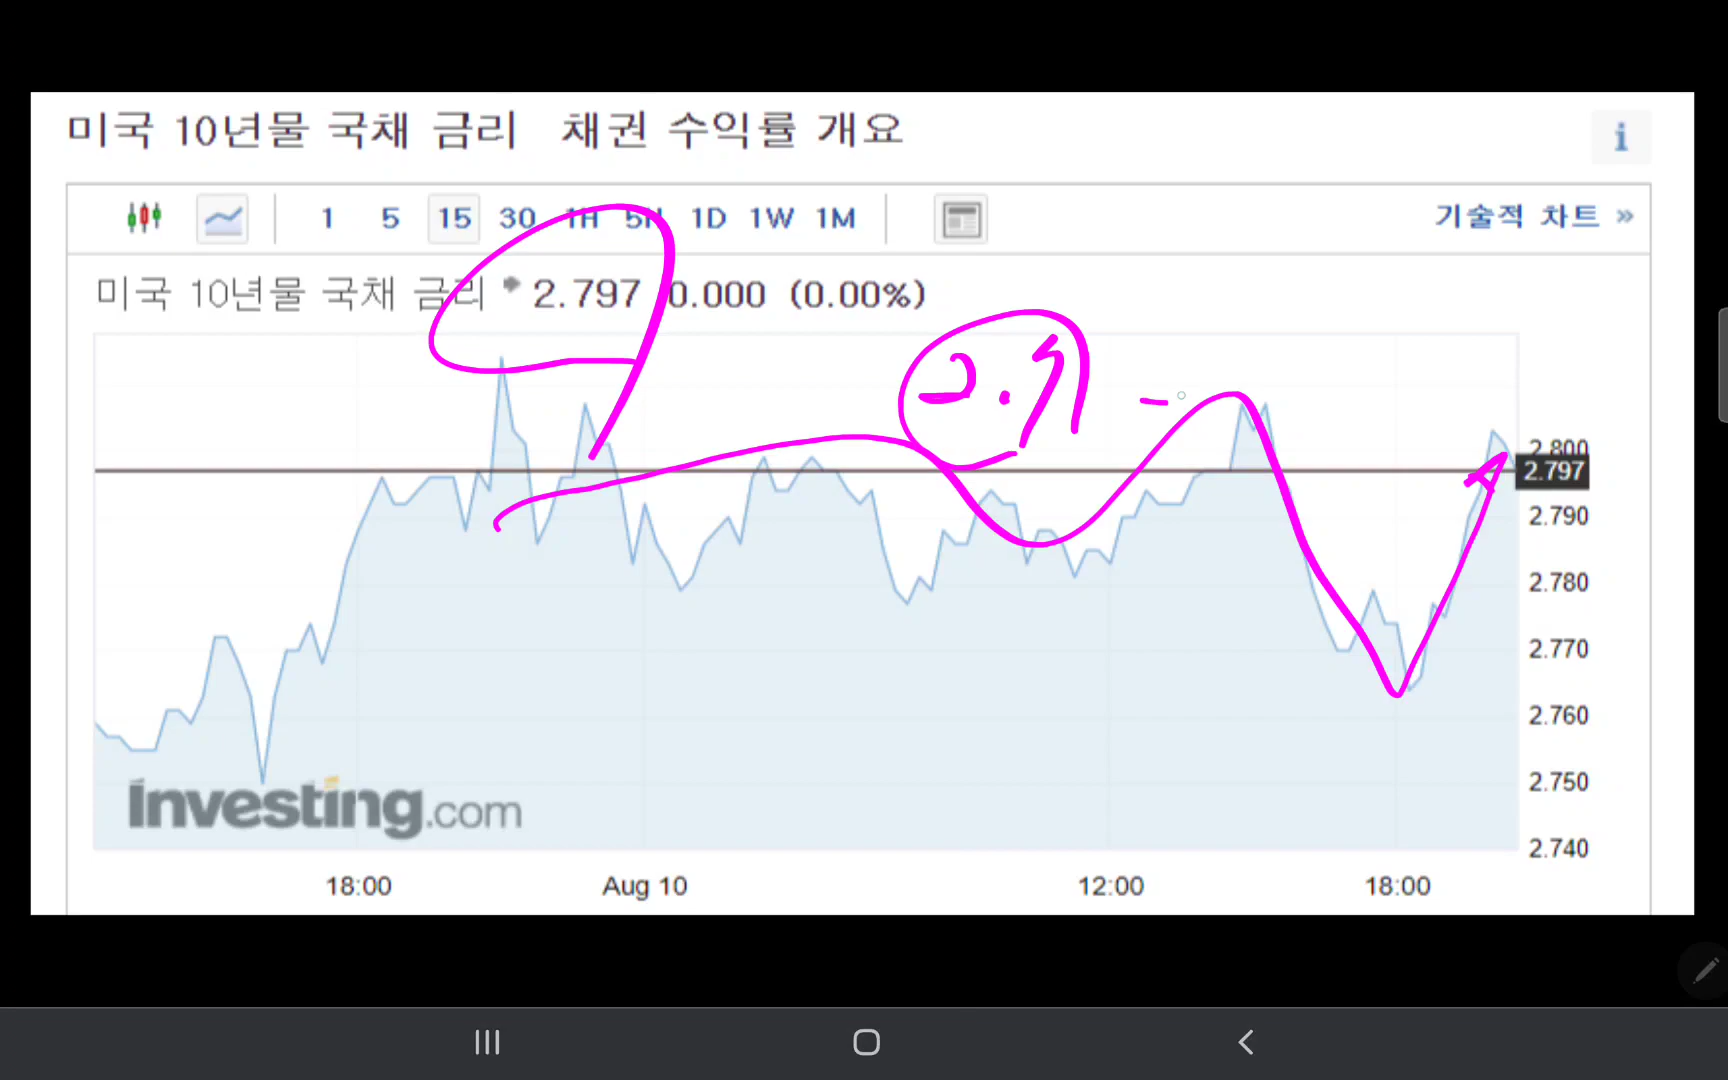 미국 10년물 국채 금리 채권 수익률 개요
i
1 5 15 30 1H 5H 1D 1W 1M
기술적 차트 »
미국 10년물 국채 금리 2.797 0.000 (0.00%)
2.800
2.797
2.790
2.780
2.770
2.760
2.750
2.740
Investing.com
18:00 Aug 10 12:00 18:00